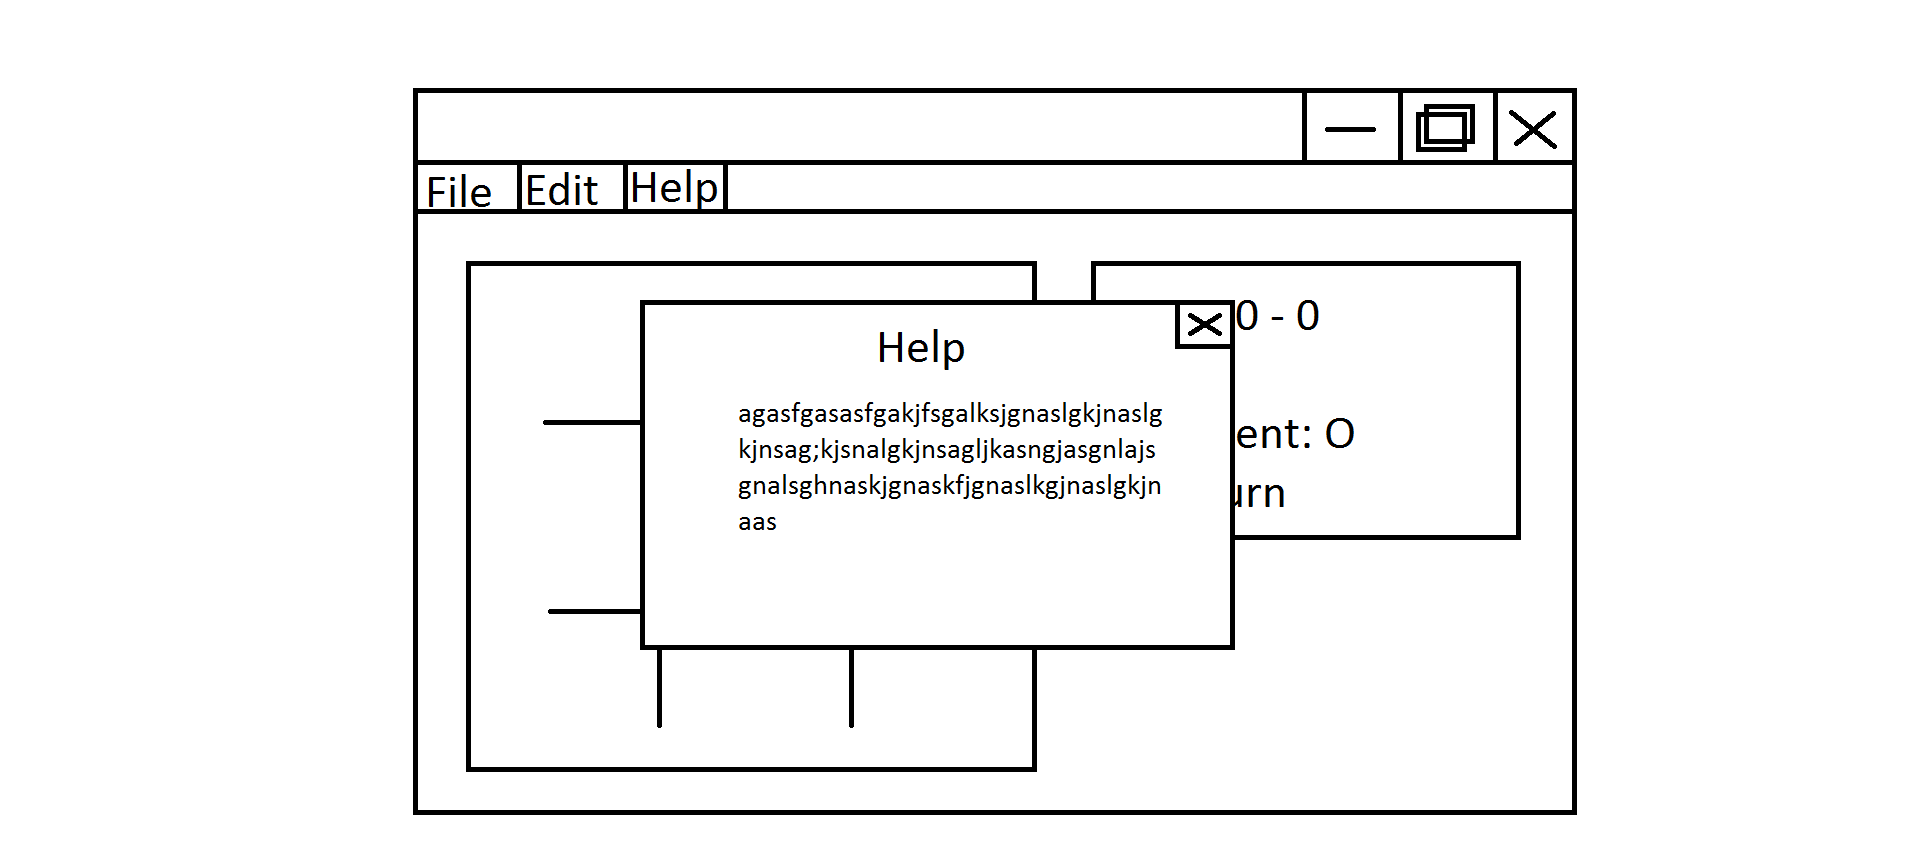 File Edit Help
0 - 0
Help
agasfgasasfgakjfsgalksjgnaslgkjnaslg
kjnsag;kjsnalgkjnsagljkasngjasgnlajs
gnalsghnaskjgnaskfjgnaslkgjnaslgkjn
aas
ent: O
urn